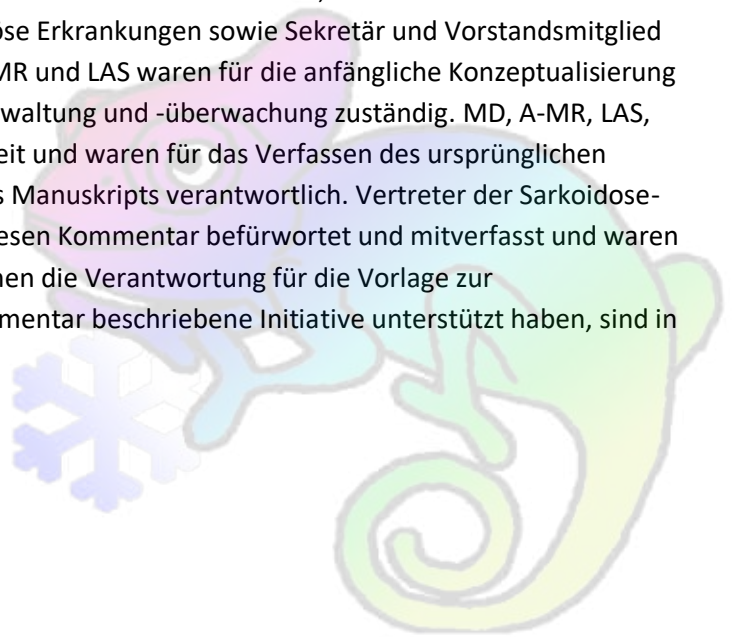 öse Erkrankungen sowie Sekretär und Vorstandsmitglied
MR und LAS waren für die anfängliche Konzeptualisierung
waltung und -überwachung zuständig. MD, A-MR, LAS,
eit und waren für das Verfassen des ursprünglichen
s Manuskripts verantwortlich. Vertreter der Sarkoidose-
esen Kommentar befürwortet und mitverfasst und waren
en die Verantwortung für die Vorlage zur
mentar beschriebene Initiative unterstützt haben, sind in